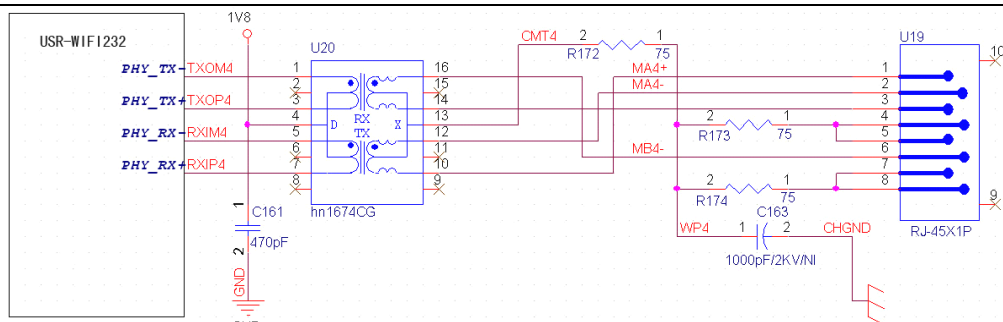 1V8
USR-WIFI232
PHY_TX- TXOM4
PHY_TX+ TXOP4
PHY_RX- RXIM4
PHY_RX+ RXIP4
U20
1
2
3
4
5
6
7
8
D
RX
TX
X
16
15
14
13
12
11
10
9
hn1674CG
1
C161
470pF
2
GND
CMT4
2
R172
1
75
MA4+
MA4-
MB4-
2
R173
1
75
2
R174
1
75
WP4
1
C163
2
CHGND
1000pF/2KV/NI
U19
1
2
3
4
5
6
7
8
10
9
RJ-45X1P